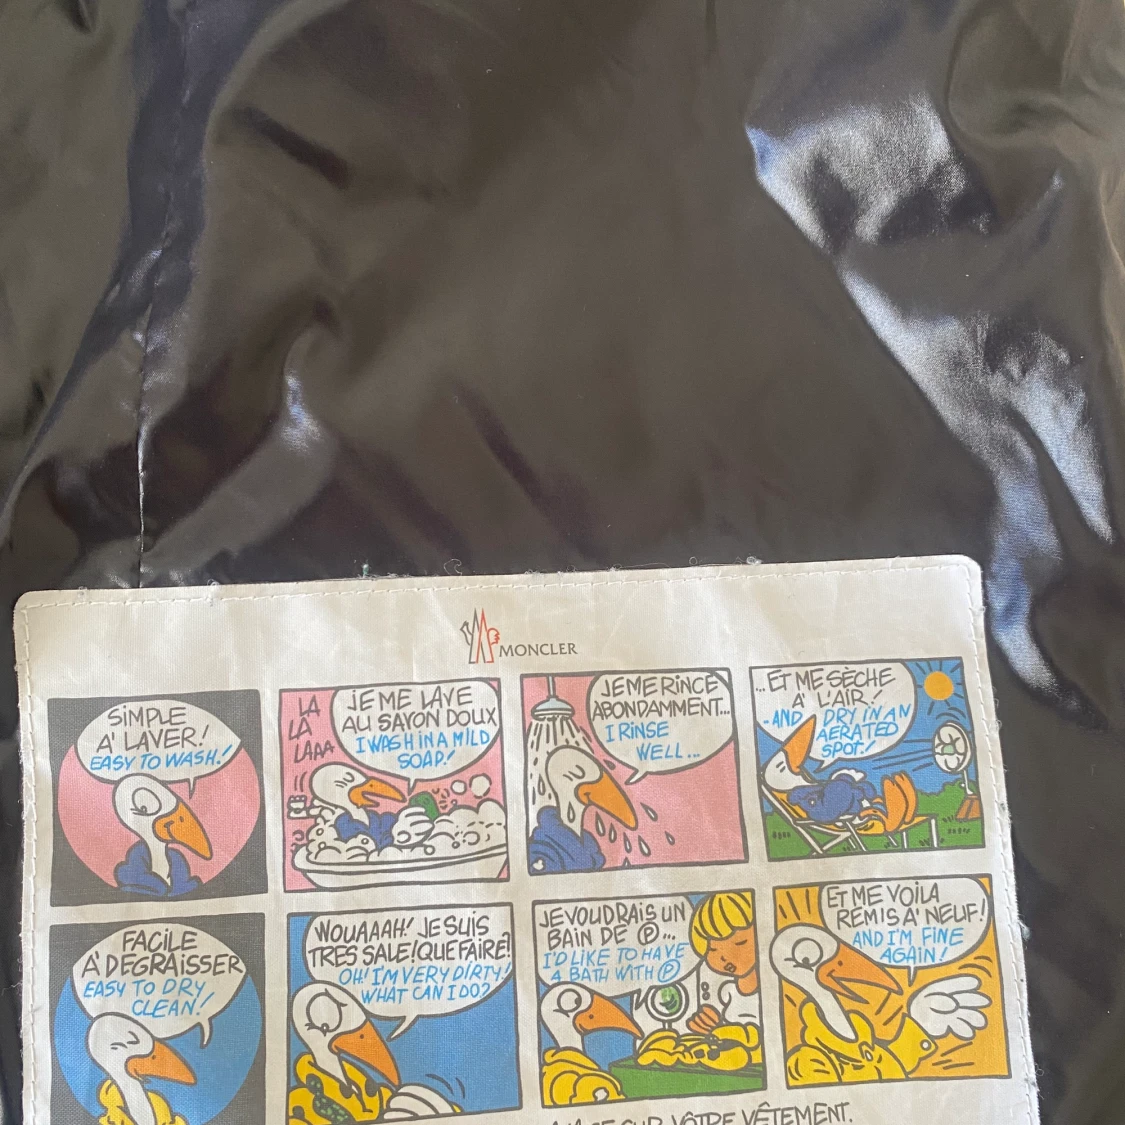 MONCLER
SIMPLE
A' LAVER!
EASY TO WASH!
LA
LA
LAAA
JE ME LAVE
AU SAYON DOUX
I WASH IN A MILD
SOAP!
JE ME RINCE
ABONDAMMENT...
I RINSE
WELL...
...ET ME SÈCHE
A' L'AIR!
-AND DRY IN AN
AERATED
SPOT!
FACILE
A' DEGRAISSER
EASY TO DRY
CLEAN!
WOUAAAH! JE SUIS
TRES SALE! QUE FAIRE?
OH! I'M VERY DIRTY!
WHAT CAN I DO?
JE VOUDRAIS UN
BAIN DE Ⓟ...
I'D LIKE TO HAVE
A BATH WITH Ⓟ
ET ME VOILA
REMIS A' NEUF!
AND I'M FINE
AGAIN!
SUR VÔTRE VÊTEMENT.